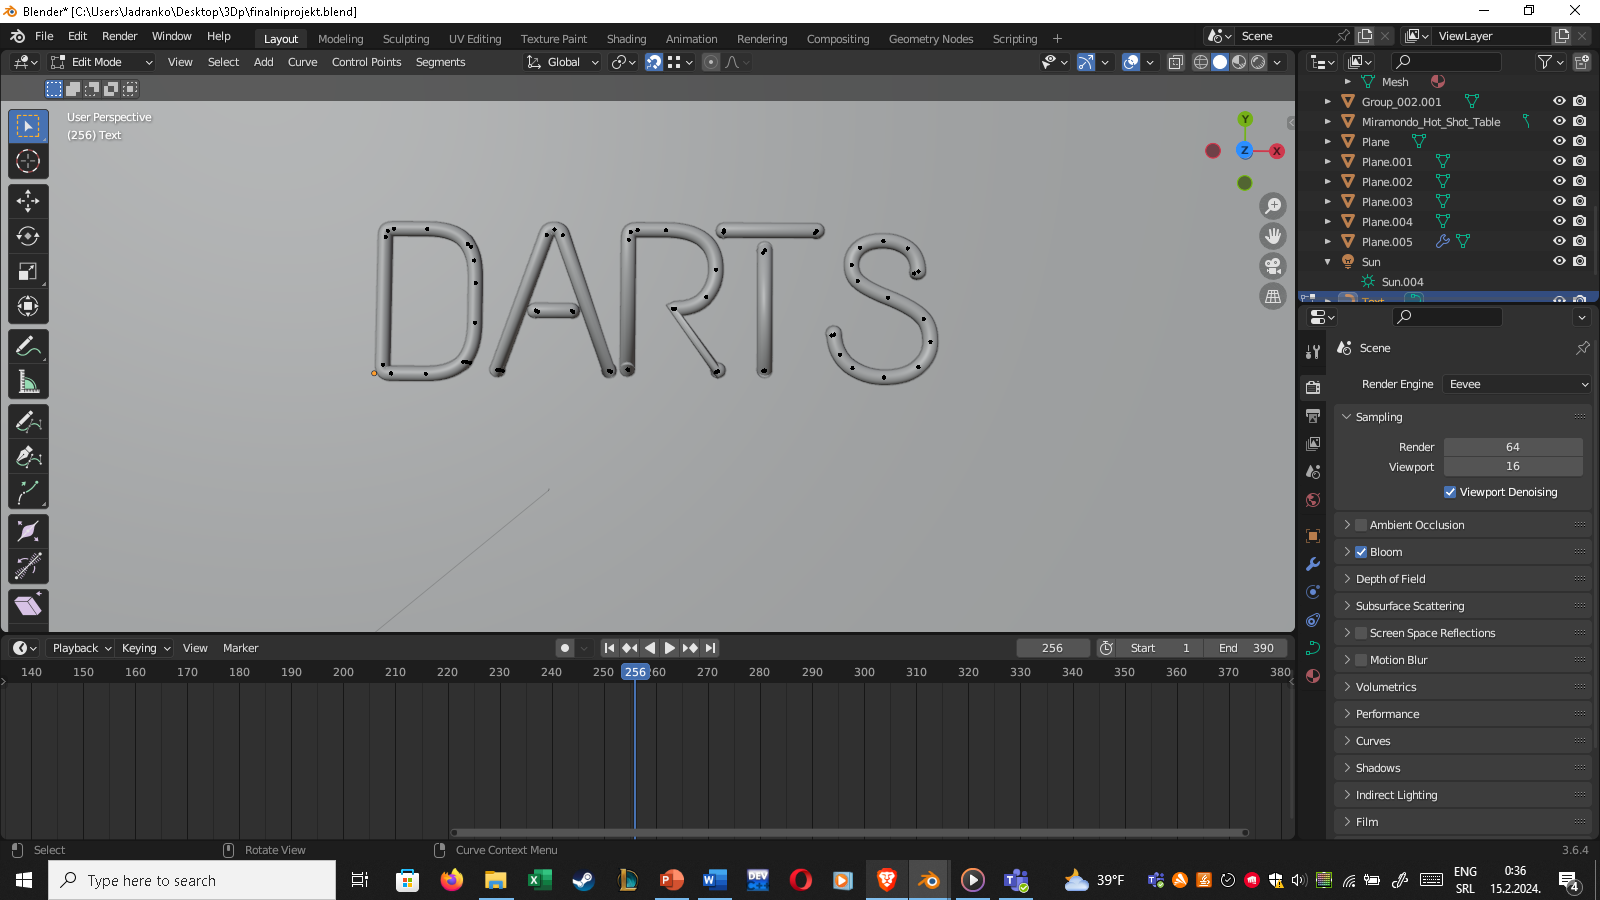 Blender* [C:\Users\Jadranko\Desktop\3Dp\finalniprojekt.blend]
File Edit Render Window Help Layout Modeling Sculpting UV Editing Texture Paint Shading Animation Rendering Compositing Geometry Nodes Scripting + Scene ViewLayer
Edit Mode View Select Add Curve Control Points Segments Global
User Perspective
(256) Text
Y
Z X
DARTS
Mesh
Group_002.001
Miramondo_Hot_Shot_Table
Plane
Plane.001
Plane.002
Plane.003
Plane.004
Plane.005
Sun
Sun.004
Text
Scene
Render Engine Eevee
Sampling
Render 64
Viewport 16
Viewport Denoising
Ambient Occlusion
Bloom
Depth of Field
Subsurface Scattering
Screen Space Reflections
Motion Blur
Volumetrics
Performance
Curves
Shadows
Indirect Lighting
Film
Playback Keying View Marker 256 Start 1 End 390
140 150 160 170 180 190 200 210 220 230 240 250 256 260 270 280 290 300 310 320 330 340 350 360 370 380
Select Rotate View Curve Context Menu 3.6.4
Type here to search
DEV
39°F
ENG
SRL
0:36
15.2.2024.
4